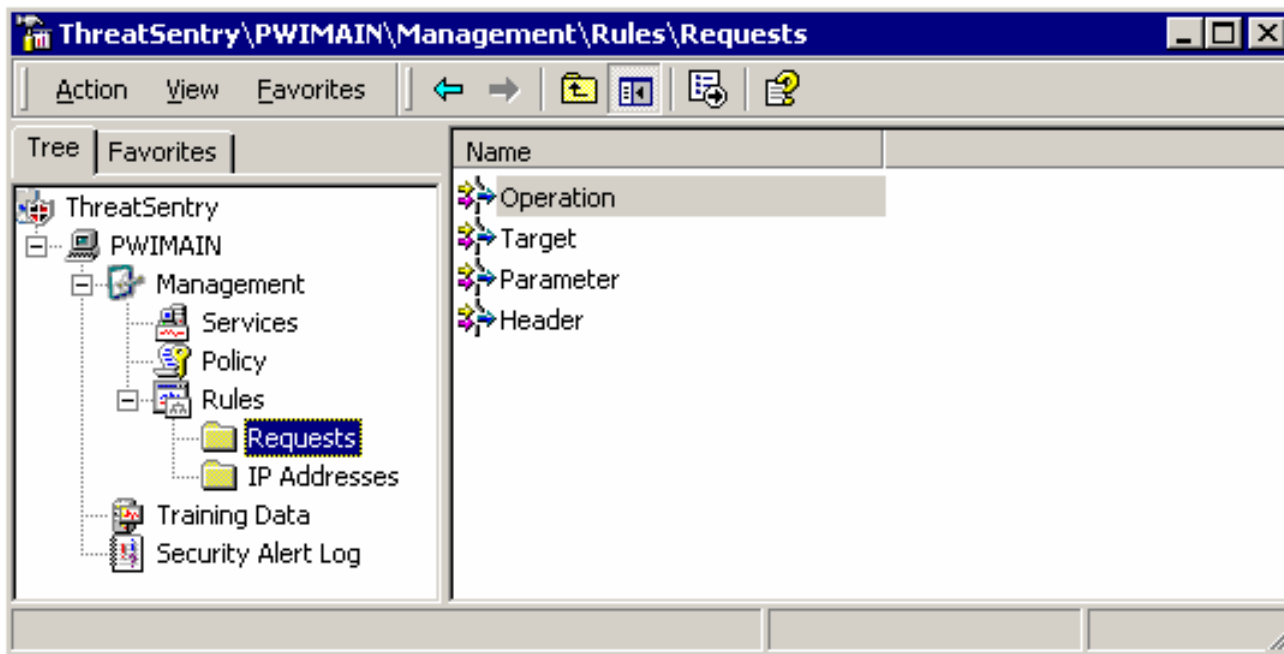 ThreatSentry\PWIMAIN\Management\Rules\Requests
Action View Favorites
Tree Favorites
ThreatSentry
PWIMAIN
Management
Services
Policy
Rules
Requests
IP Addresses
Training Data
Security Alert Log
Name
Operation
Target
Parameter
Header